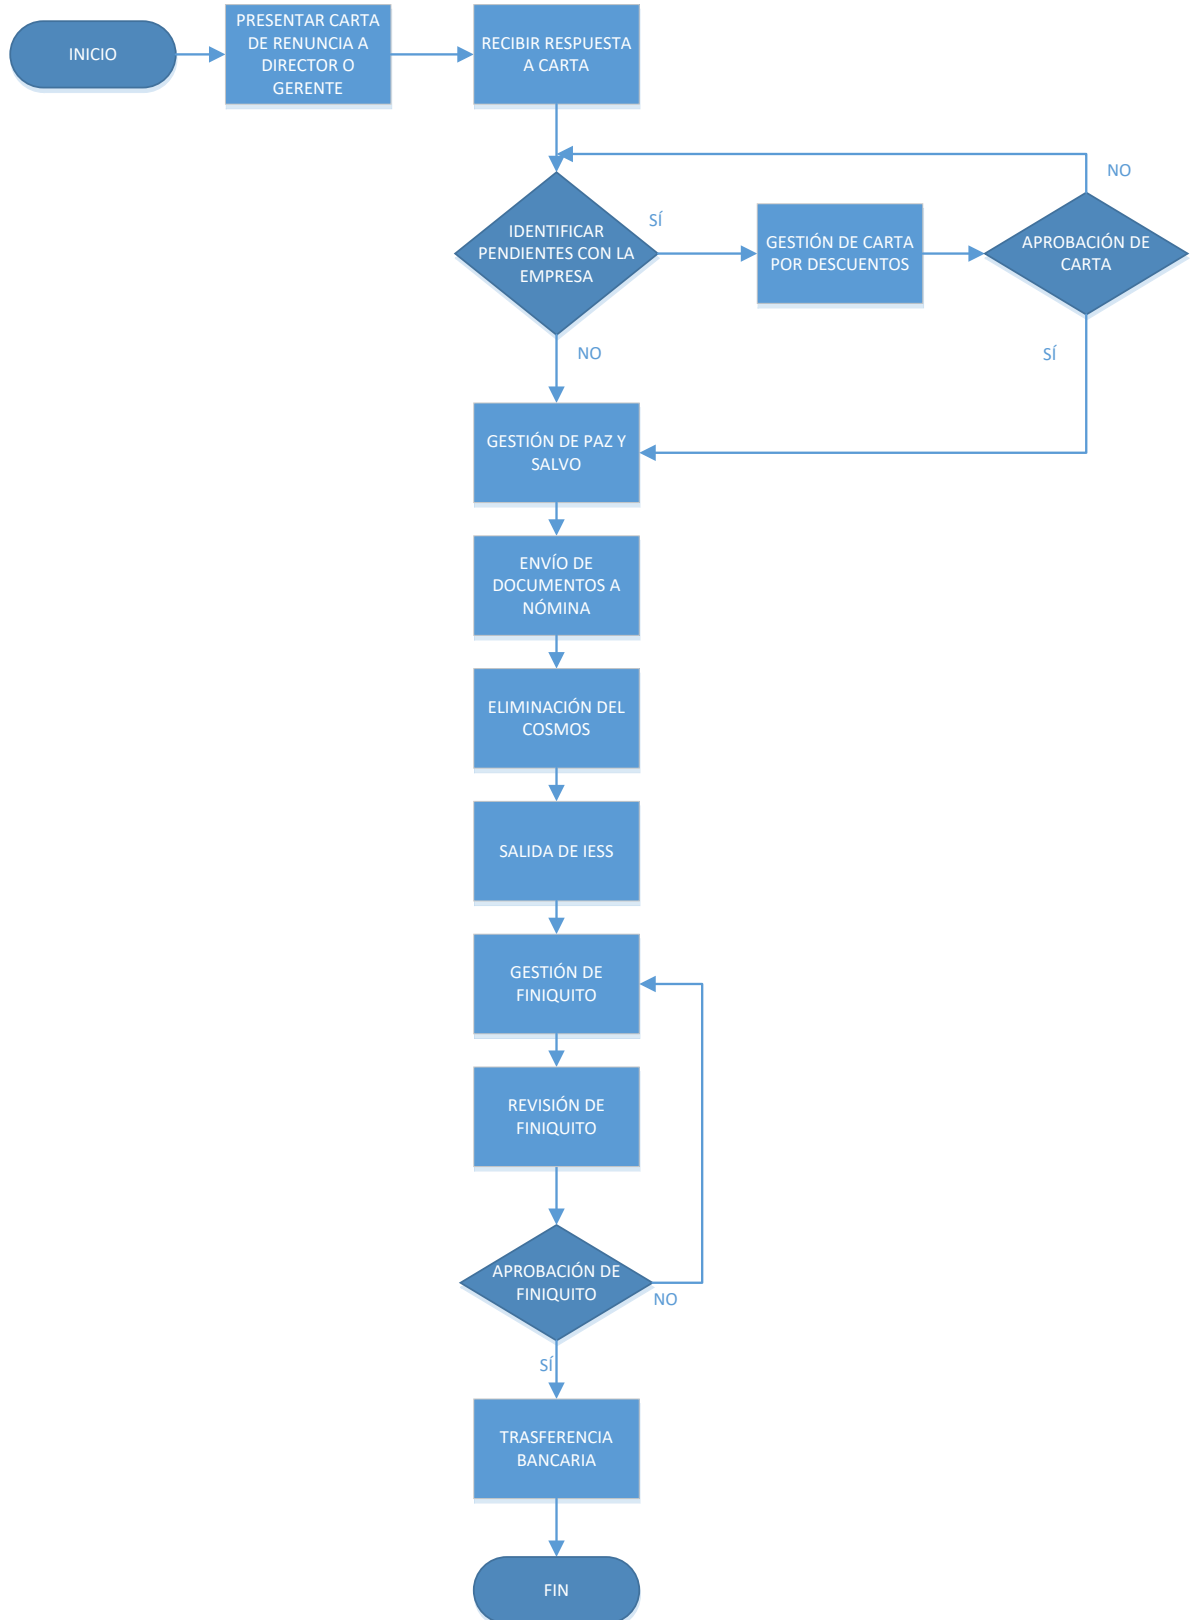 INICIO
PRESENTAR CARTA
DE RENUNCIA A
DIRECTOR O
GERENTE
RECIBIR RESPUESTA
A CARTA
IDENTIFICAR
PENDIENTES CON LA
EMPRESA
SÍ
GESTIÓN DE CARTA
POR DESCUENTOS
APROBACIÓN DE
CARTA
NO
SÍ
NO
GESTIÓN DE PAZ Y
SALVO
ENVÍO DE
DOCUMENTOS A
NÓMINA
ELIMINACIÓN DEL
COSMOS
SALIDA DE IESS
GESTIÓN DE
FINIQUITO
REVISIÓN DE
FINIQUITO
APROBACIÓN DE
FINIQUITO
NO
SÍ
TRASFERENCIA
BANCARIA
FIN